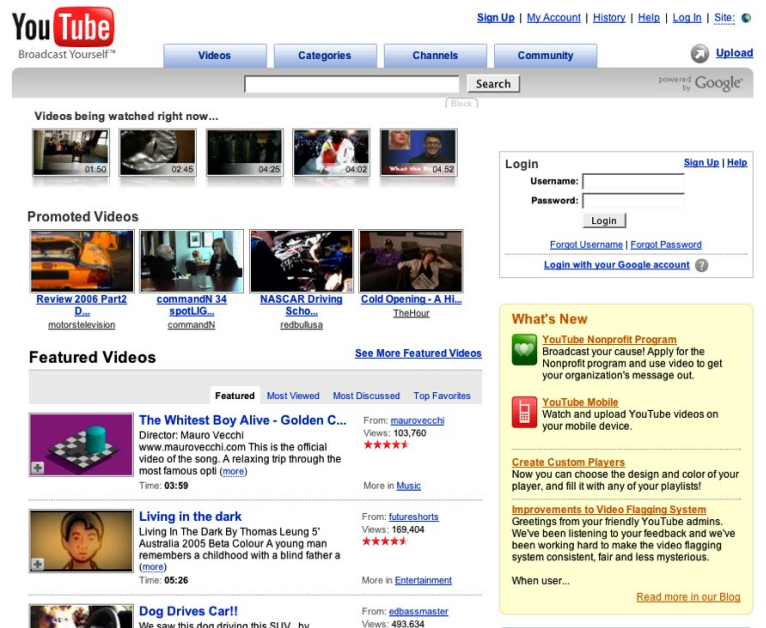 You Tube
Broadcast Yourself™
Sign Up | My Account | History | Help | Log In | Site:
Videos
Categories
Channels
Community
Upload
Search
powered by Google
Block
Videos being watched right now...
01:50
02:45
04:25
04:02
04:52
Promoted Videos
Review 2006 Part2 D...
motorstelevision
commandN 34 spotLIG...
commandN
NASCAR Driving Scho...
redbullusa
Cold Opening - A Hi...
TheHour
Login
Sign Up | Help
Username:
Password:
Login
Forgot Username | Forgot Password
Login with your Google account ?
Featured Videos
See More Featured Videos
Featured
Most Viewed
Most Discussed
Top Favorites
The Whitest Boy Alive - Golden C...
Director: Mauro Vecchi
www.maurovecchi.com This is the official
video of the song. A relaxing trip through the
most famous opti (more)
Time: 03:59
From: maurovecchi
Views: 103,760
More in Music
Living in the dark
Living In The Dark By Thomas Leung 5'
Australia 2005 Beta Colour A young man
remembers a childhood with a blind father a
(more)
Time: 05:26
From: futureshorts
Views: 169,404
More in Entertainment
Dog Drives Car!!
We saw this dog driving this SUV...by
From: edbassmaster
Views: 493,634
What's New
YouTube Nonprofit Program
Broadcast your cause! Apply for the
Nonprofit program and use video to get
your organization's message out.
YouTube Mobile
Watch and upload YouTube videos on
your mobile device.
Create Custom Players
Now you can choose the design and color of your
player, and fill it with any of your playlists!
Improvements to Video Flagging System
Greetings from your friendly YouTube admins.
We've been listening to your feedback and we've
been working hard to make the video flagging
system consistent, fair and less mysterious.
When user...
Read more in our Blog